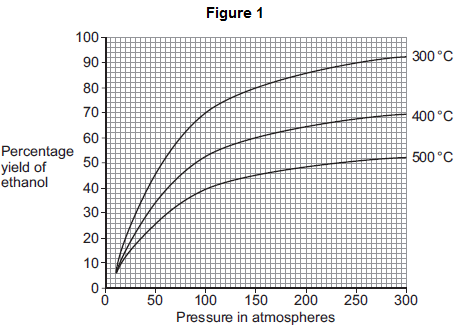 Figure 1
100
90
80
70
60
50
40
30
20
10
0
Percentage
yield of
ethanol
300°C
400°C
500°C
0 50 100 150 200 250 300
Pressure in atmospheres